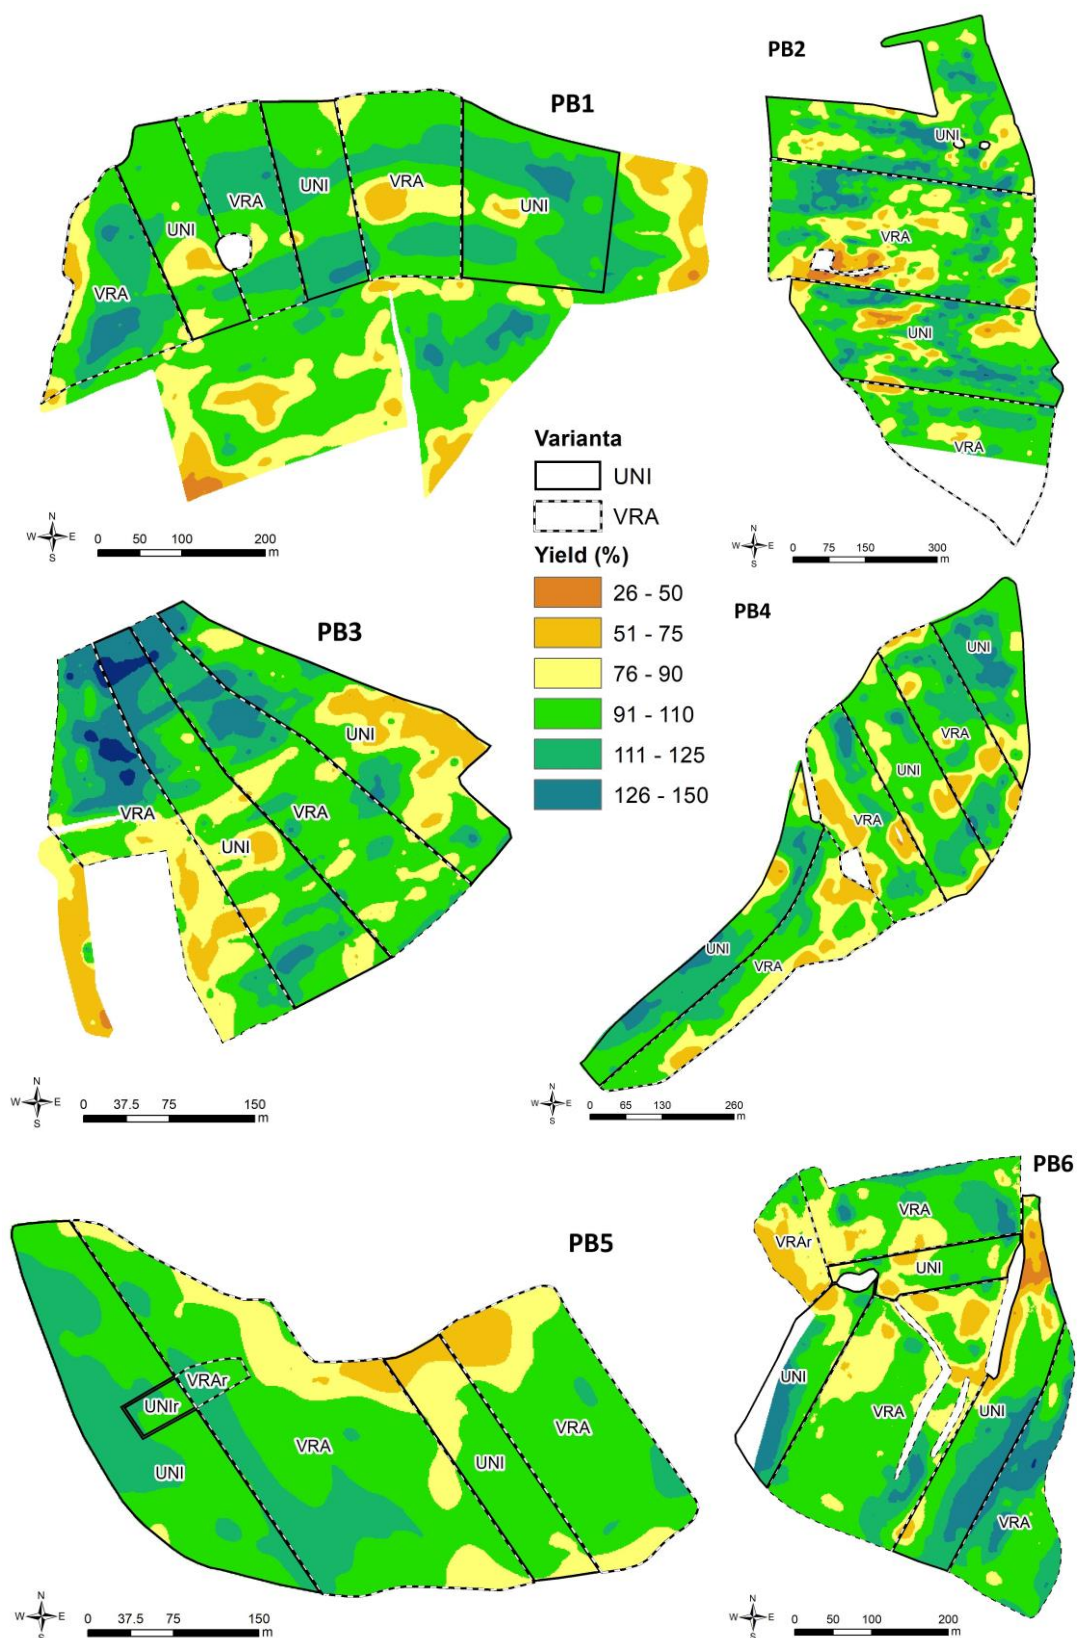 PB1
UNI
VRA
UNI
VRA
UNI
VRA
N
W E
S
0 50 100 200
m
PB2
UNI
VRA
UNI
VRA
N
W E
S
0 75 150 300
m
Varianta
UNI
VRA
Yield (%)
26 - 50
51 - 75
76 - 90
91 - 110
111 - 125
126 - 150
PB3
UNI
VRA
VRA
UNI
N
W E
S
0 37.5 75 150
m
PB4
UNI
VRA
UNI
VRA
UNI
VRA
N
W E
S
0 65 130 260
m
PB5
VRAr
UNIr
UNI
VRA
UNI
VRA
N
W E
S
0 37.5 75 150
m
PB6
VRA
VRAr
UNI
UNI
VRA
UNI
VRA
N
W E
S
0 50 100 200
m